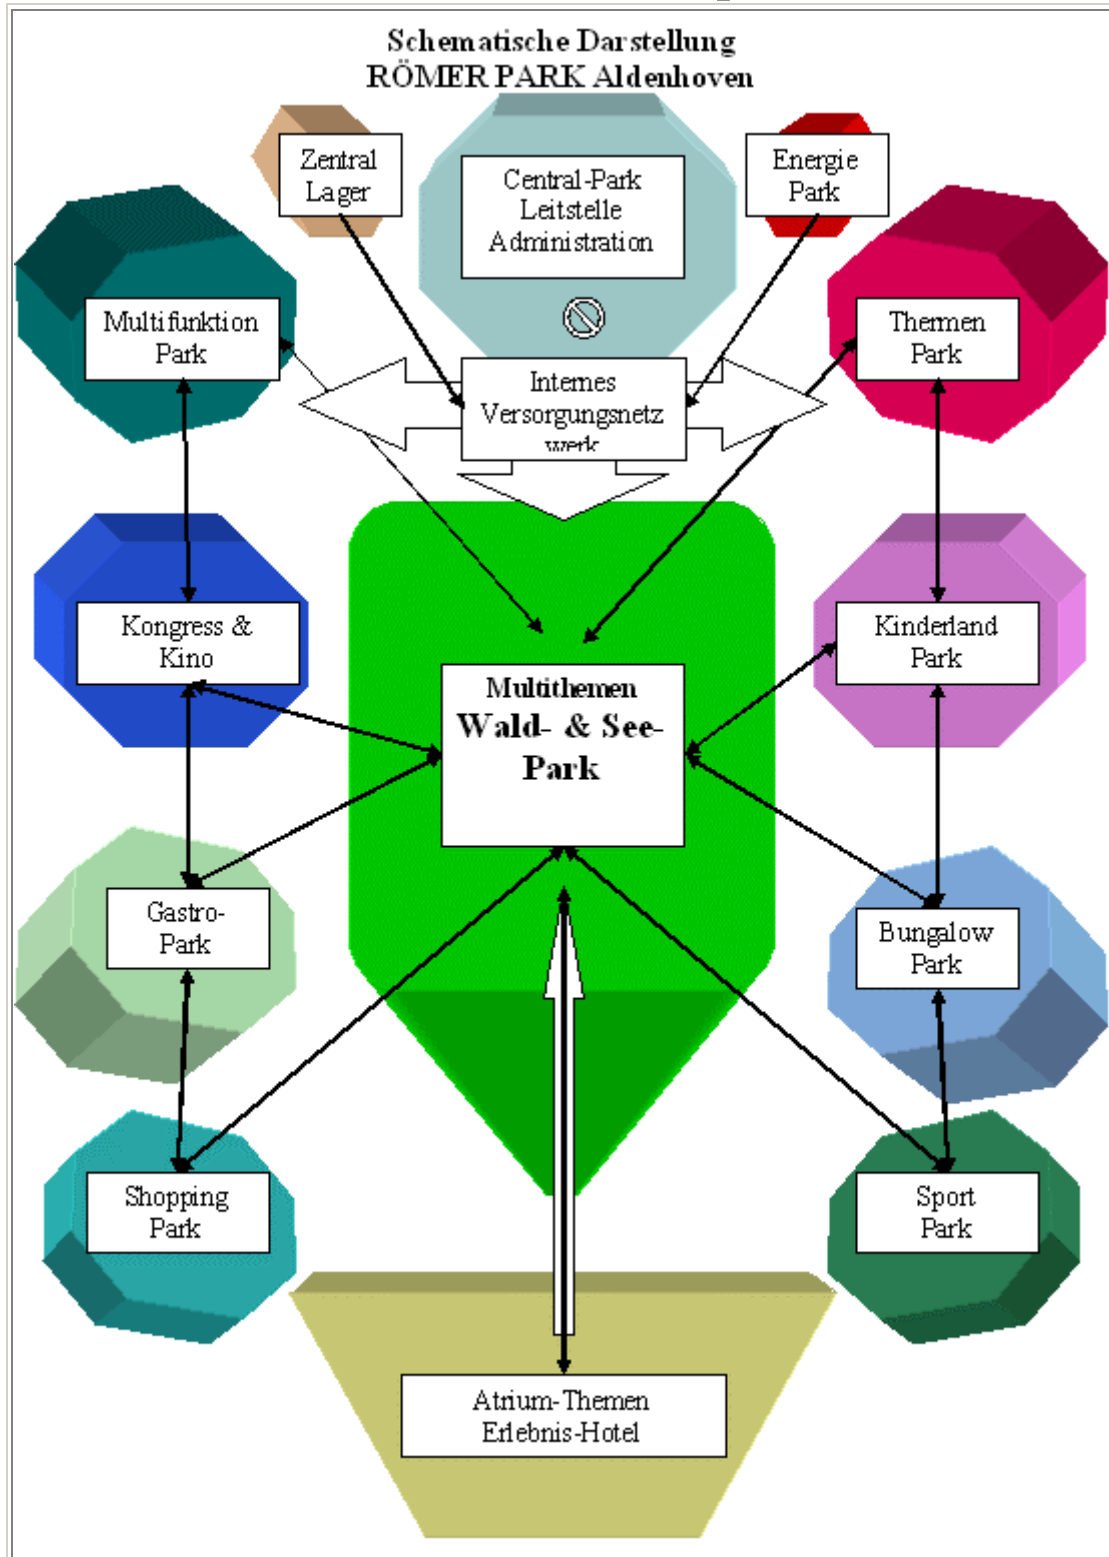 Schematische Darstellung
RÖMER PARK Aldenhoven
Zentral
Lager
Central-Park
Leitstelle
Administration
Energie
Park
Multifunktion
Park
Thermen
Park
Internes
Versorgungsnetz
werk
Kongress &
Kino
Kinderland
Park
Multithemen
Wald- & See-
Park
Gastro-
Park
Bungalow
Park
Shopping
Park
Sport
Park
Atrium-Themen
Erlebnis-Hotel